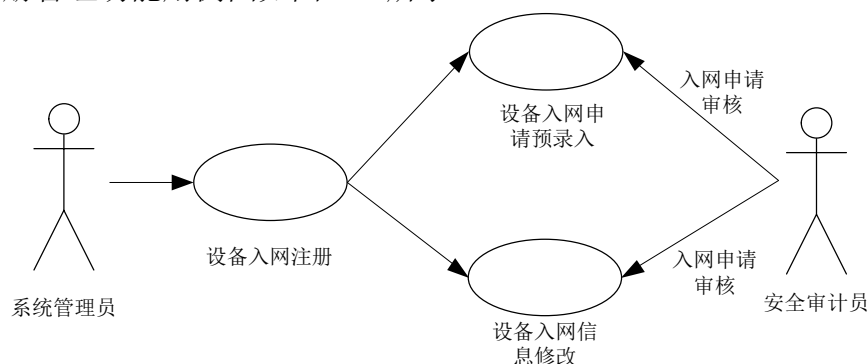 入网申请
审核
设备入网申
请预录入
设备入网注册
入网申请
审核
系统管理员
安全审计员
设备入网信
息修改